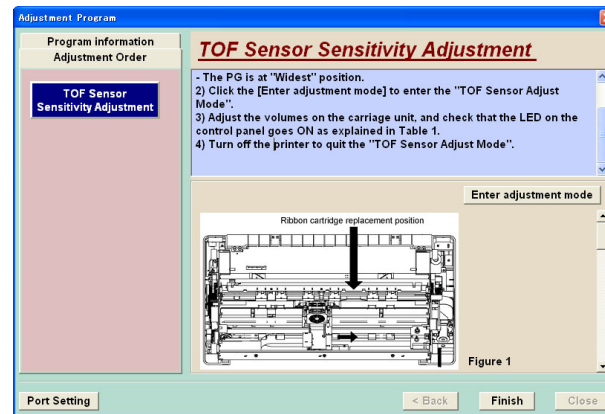 Adjustment Program
Program information
Adjustment Order
TOF Sensor
Sensitivity Adjustment
TOF Sensor Sensitivity Adjustment
- The PG is at "Widest" position.
2) Click the [Enter adjustment mode] to enter the "TOF Sensor Adjust
Mode".
3) Adjust the volumes on the carriage unit, and check that the LED on the
control panel goes ON as explained in Table 1.
4) Turn off the printer to quit the "TOF Sensor Adjust Mode".
Enter adjustment mode
Ribbon cartridge replacement position
Figure 1
Port Setting
< Back
Finish
Close